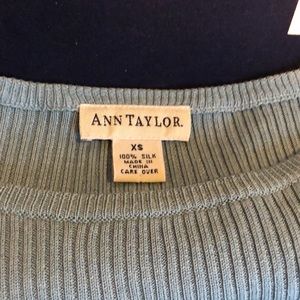 ANN TAYLOR.
XS
100% SILK
MADE IN
CHINA
CARE OVER